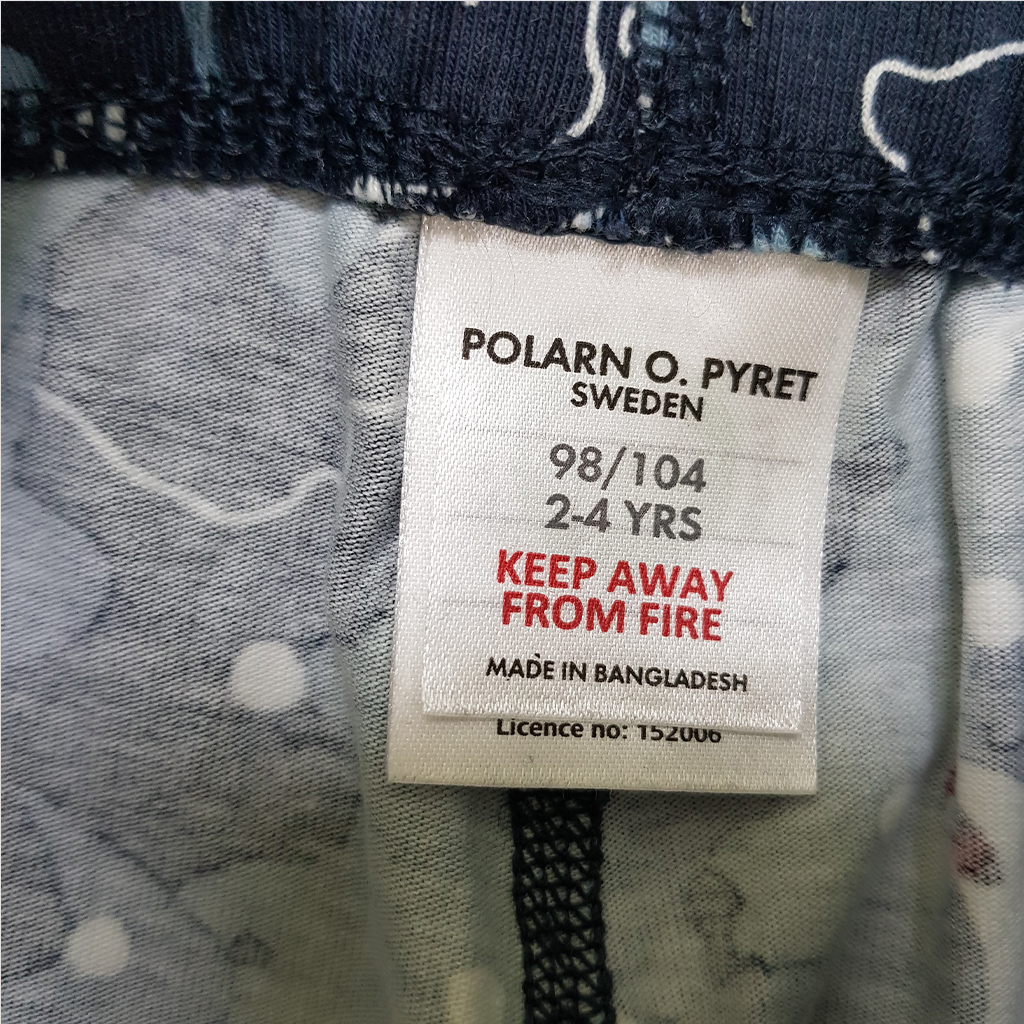 POLARN O. PYRET
SWEDEN
98/104
2-4 YRS
KEEP AWAY
FROM FIRE
MADE IN BANGLADESH
Licence no: 152006